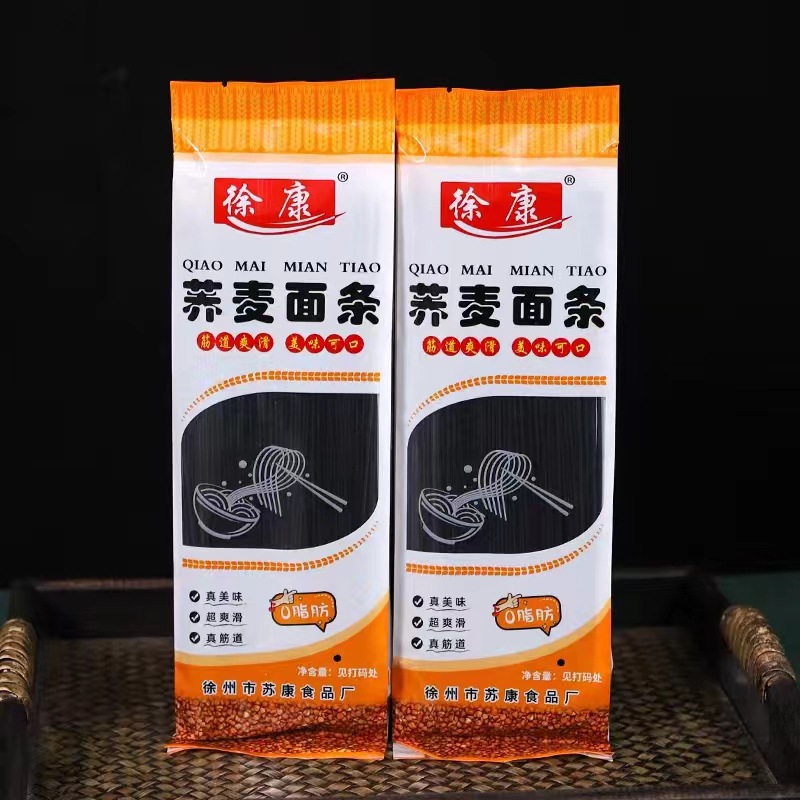 徐康®
QIAO MAI MIAN TIAO
荞麦面条
筋道爽滑 美味可口
真美味
超爽滑
真筋道
0脂肪
净含量：见打码处
徐州市苏康食品厂
徐康®
QIAO MAI MIAN TIAO
荞麦面条
筋道爽滑 美味可口
真美味
超爽滑
真筋道
0脂肪
净含量：见打码处
徐州市苏康食品厂